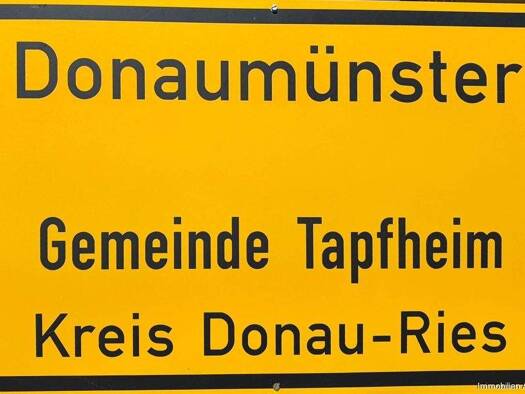 Donaumünster
Gemeinde Tapfheim
Kreis Donau-Ries